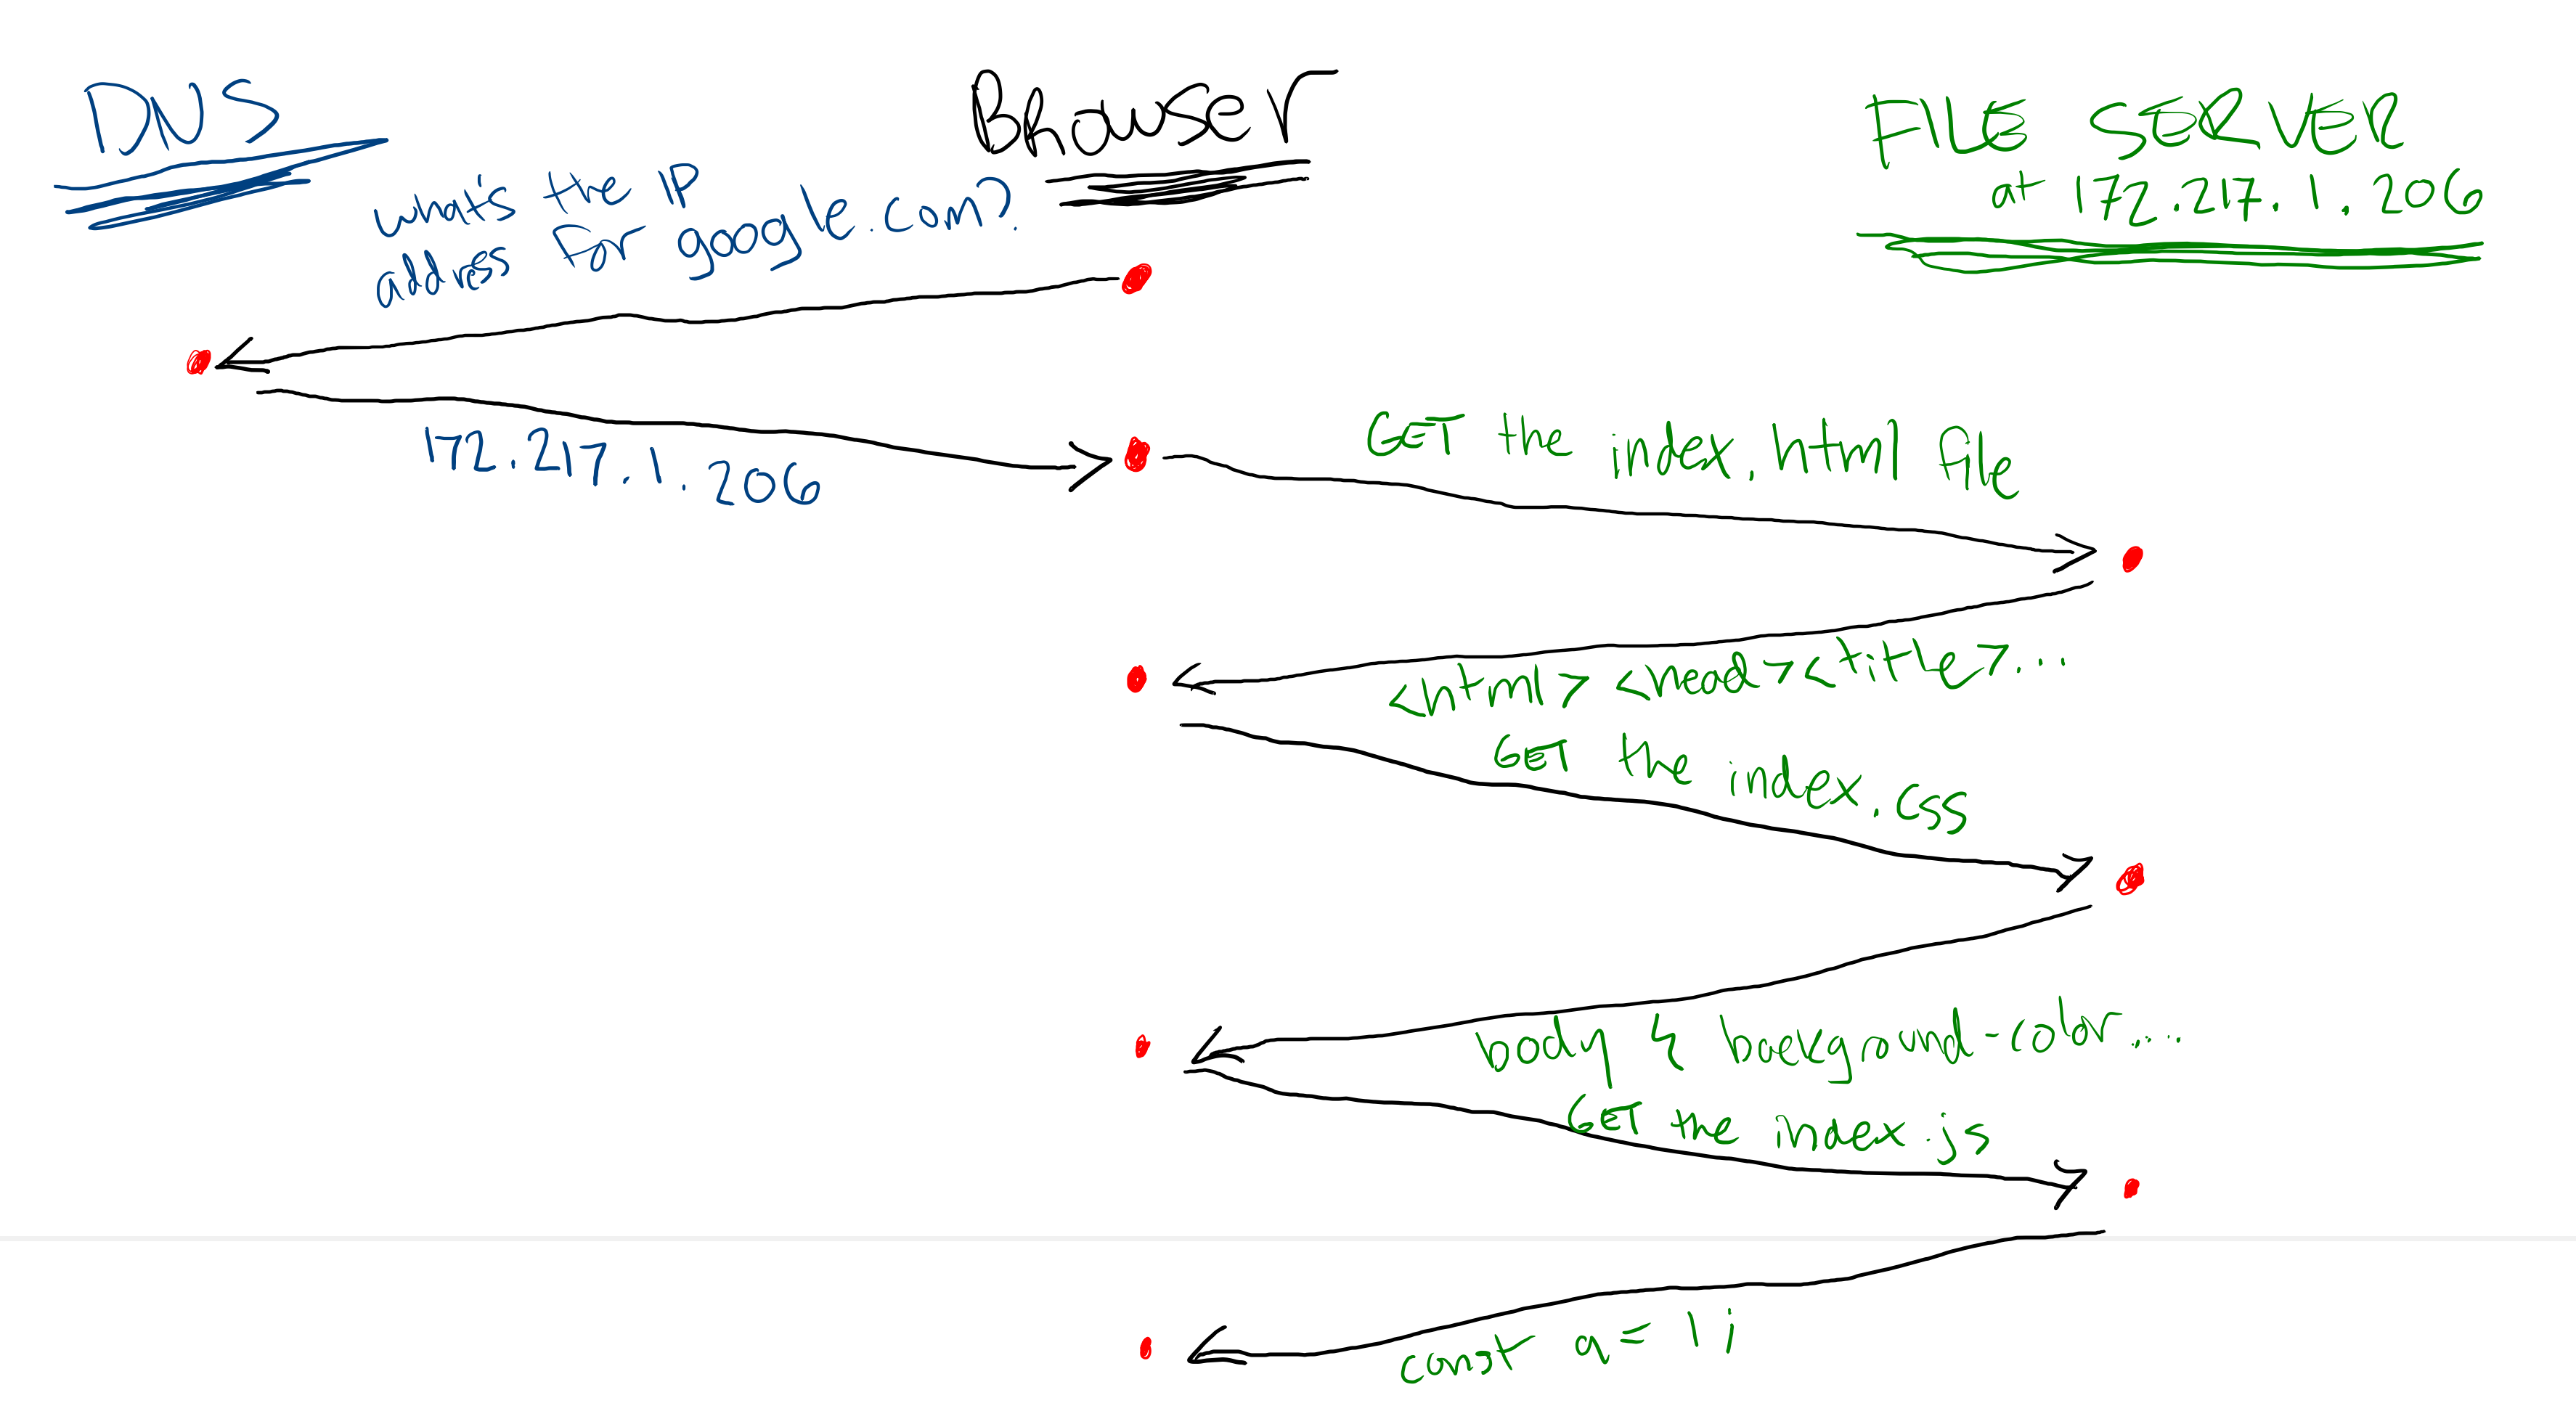 DNS
Browser
FILE SERVER
at 172.217.1.206
what's the IP
address for google.com?
172.217.1.206
GET the index.html file
<html> <head><title>...
GET the index.css
body { background-color....
GET the index.js
const a = 1;